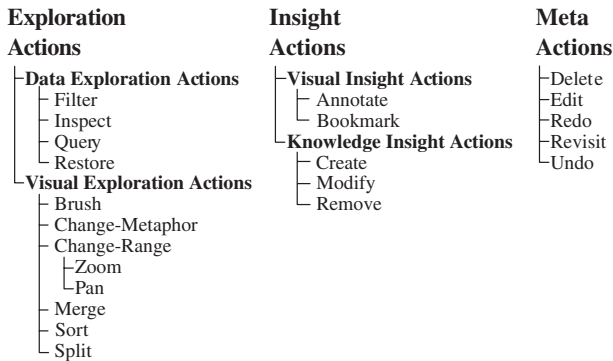 Exploration
Actions
Data Exploration Actions
Filter
Inspect
Query
Restore
Visual Exploration Actions
Brush
Change-Metaphor
Change-Range
Zoom
Pan
Merge
Sort
Split
Insight
Actions
Visual Insight Actions
Annotate
Bookmark
Knowledge Insight Actions
Create
Modify
Remove
Meta
Actions
Delete
Edit
Redo
Revisit
Undo